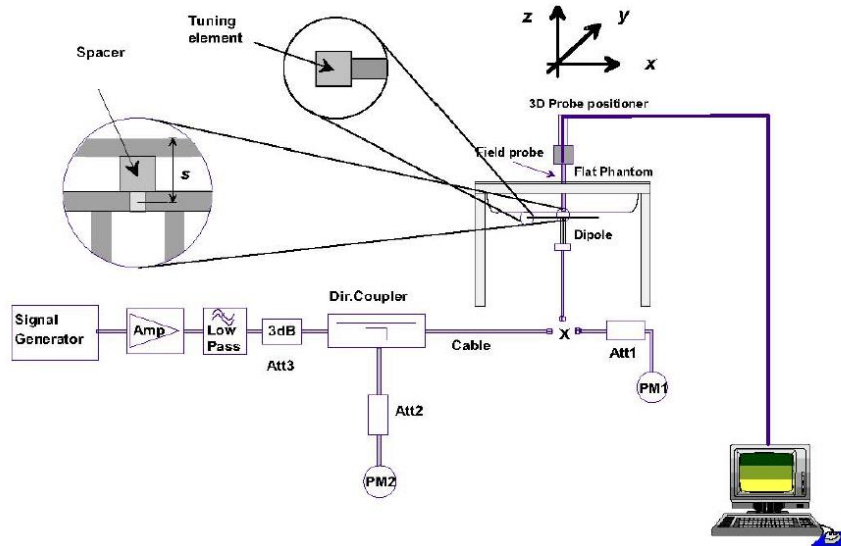 Tuning
element
Spacer
z
y
x
3D Probe positioner
Field probe
Flat Phantom
s
Dipole
Dir.Coupler
Signal
Generator
Amp
Low
Pass
3dB
Att3
Cable
X
Att1
PM1
Att2
PM2